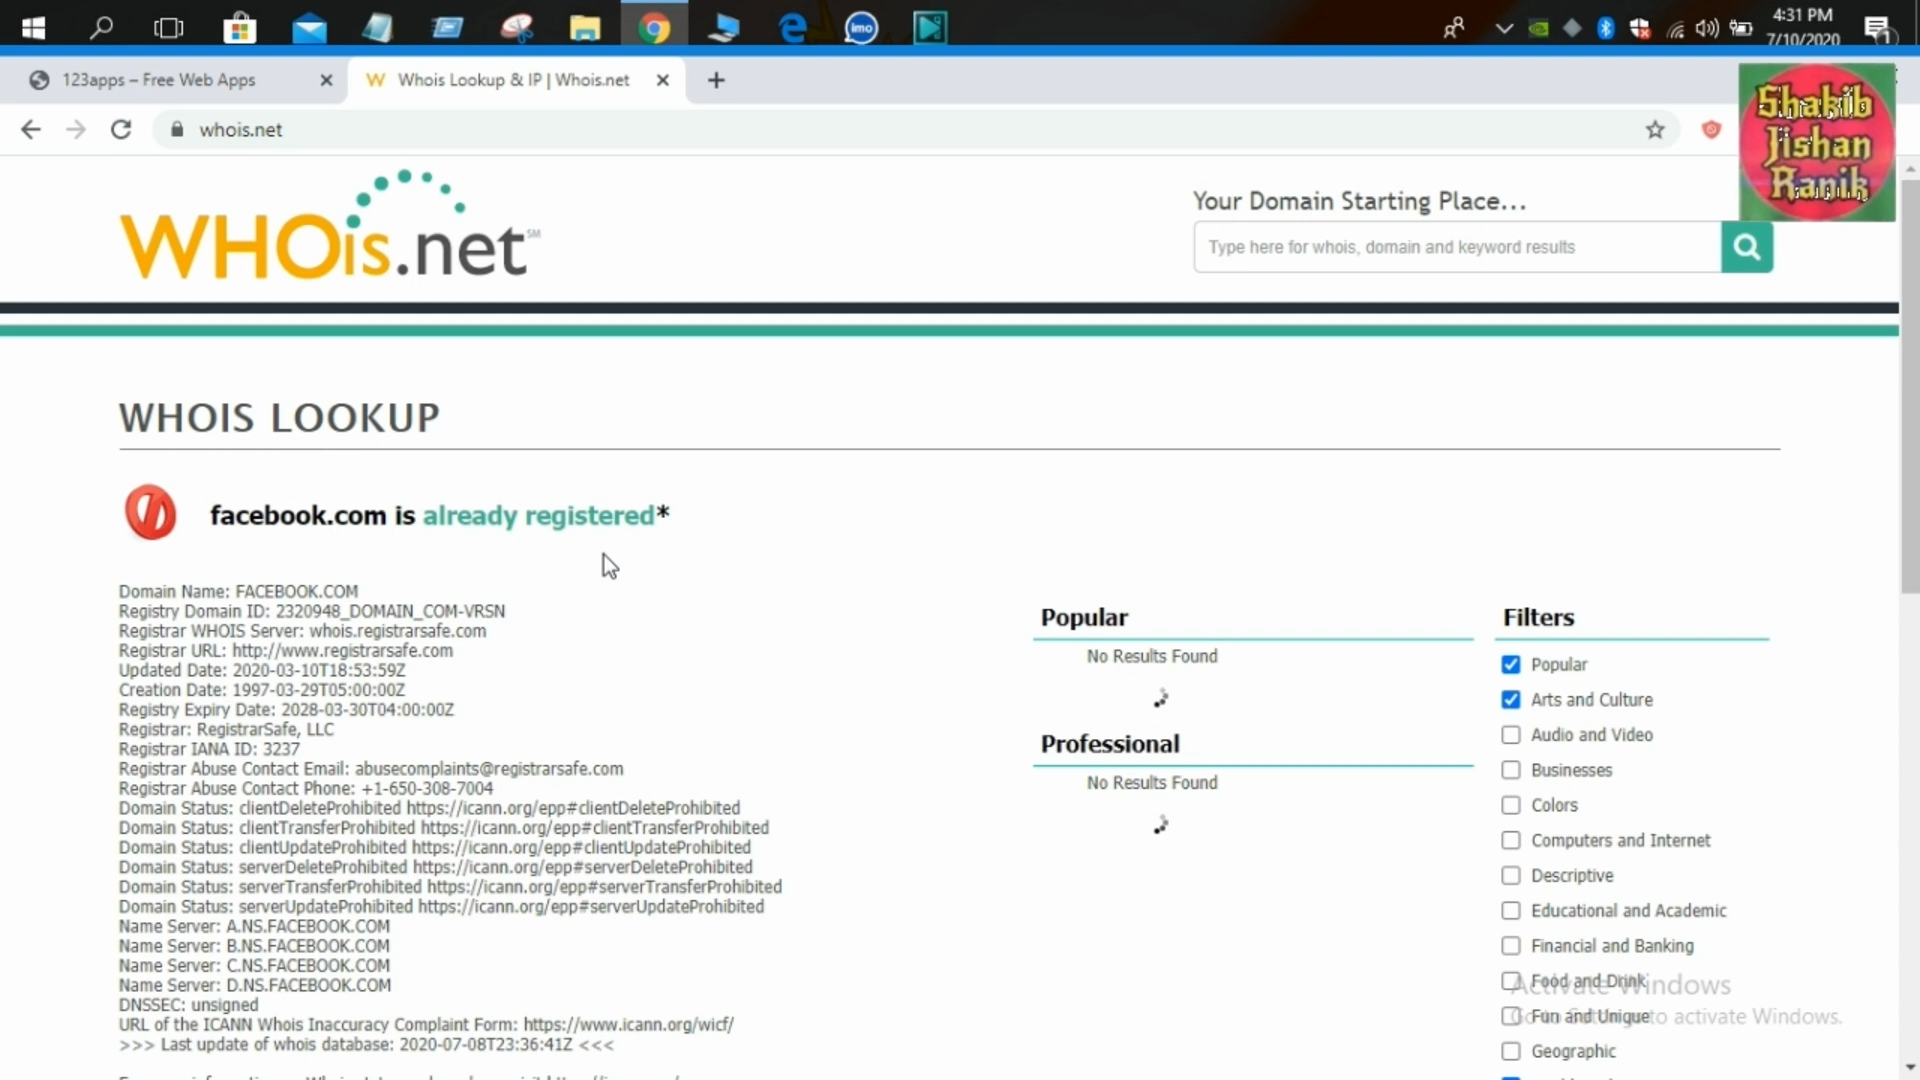 4:31 PM
7/10/2020
imo
1
123apps – Free Web Apps
Whois Lookup & IP | Whois.net
whois.net
Shakib
Jishan
Ranik
WHOis.net SM
Your Domain Starting Place...
Type here for whois, domain and keyword results
WHOIS LOOKUP
facebook.com is already registered*
Domain Name: FACEBOOK.COM
Registry Domain ID: 2320948_DOMAIN_COM-VRSN
Registrar WHOIS Server: whois.registrarsafe.com
Registrar URL: http://www.registrarsafe.com
Updated Date: 2020-03-10T18:53:59Z
Creation Date: 1997-03-29T05:00:00Z
Registry Expiry Date: 2028-03-30T04:00:00Z
Registrar: RegistrarSafe, LLC
Registrar IANA ID: 3237
Registrar Abuse Contact Email: abusecomplaints@registrarsafe.com
Registrar Abuse Contact Phone: +1-650-308-7004
Domain Status: clientDeleteProhibited https://icann.org/epp#clientDeleteProhibited
Domain Status: clientTransferProhibited https://icann.org/epp#clientTransferProhibited
Domain Status: clientUpdateProhibited https://icann.org/epp#clientUpdateProhibited
Domain Status: serverDeleteProhibited https://icann.org/epp#serverDeleteProhibited
Domain Status: serverTransferProhibited https://icann.org/epp#serverTransferProhibited
Domain Status: serverUpdateProhibited https://icann.org/epp#serverUpdateProhibited
Name Server: A.NS.FACEBOOK.COM
Name Server: B.NS.FACEBOOK.COM
Name Server: C.NS.FACEBOOK.COM
Name Server: D.NS.FACEBOOK.COM
DNSSEC: unsigned
URL of the ICANN Whois Inaccuracy Complaint Form: https://www.icann.org/wicf/
>>> Last update of whois database: 2020-07-08T23:36:41Z <<<
Popular
No Results Found
Professional
No Results Found
Filters
Popular
Arts and Culture
Audio and Video
Businesses
Colors
Computers and Internet
Descriptive
Educational and Academic
Financial and Banking
Food and Drink
Fun and Unique
Geographic
Activate Windows
Go to Settings to activate Windows.